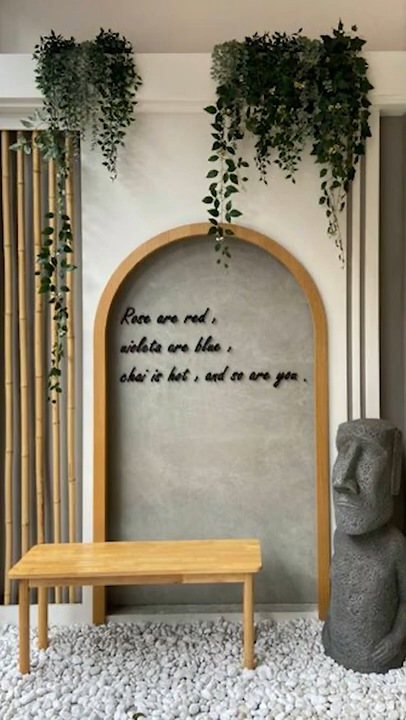 Rose are red ,
violets are blue ,
chai is hot , and so are you .